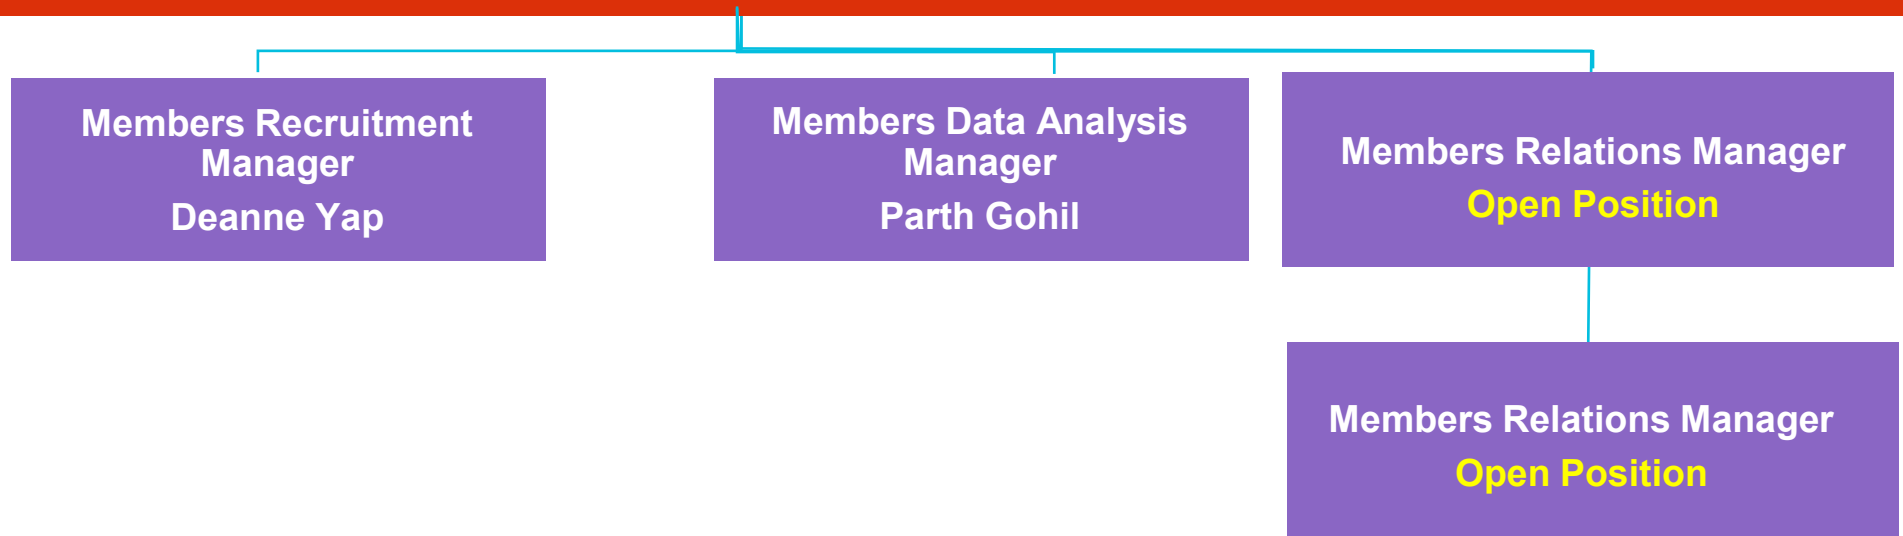 Members Recruitment
Manager
Deanne Yap
Members Data Analysis
Manager
Parth Gohil
Members Relations Manager
Open Position
Members Relations Manager
Open Position